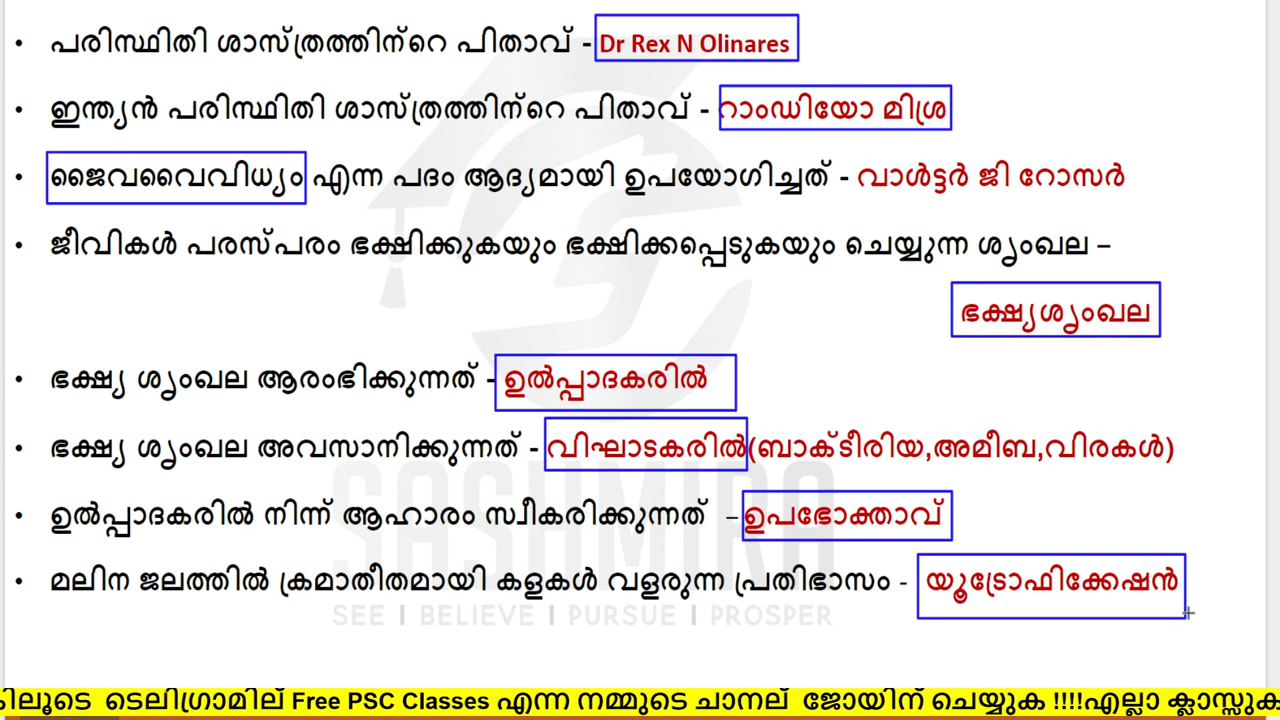 • പരിസ്ഥിതി ശാസ്ത്രത്തിന്റെ പിതാവ് - Dr Rex N Olinares
• ഇന്ത്യൻ പരിസ്ഥിതി ശാസ്ത്രത്തിന്റെ പിതാവ് - റാംഡിയോ മിശ്ര
• ജൈവവൈവിധ്യം എന്ന പദം ആദ്യമായി ഉപയോഗിച്ചത് - വാൾട്ടർ ജി റോസർ
• ജീവികൾ പരസ്പരം ഭക്ഷിക്കുകയും ഭക്ഷിക്കപ്പെടുകയും ചെയ്യുന്ന ശൃംഖല –
ഭക്ഷ്യശൃംഖല
• ഭക്ഷ്യ ശൃംഖല ആരംഭിക്കുന്നത് - ഉൽപ്പാദകരിൽ
• ഭക്ഷ്യ ശൃംഖല അവസാനിക്കുന്നത് - വിഘാടകരിൽ(ബാക്ടീരിയ,അമീബ,വിരകൾ)
• ഉൽപ്പാദകരിൽ നിന്ന് ആഹാരം സ്വീകരിക്കുന്നത് – ഉപഭോക്താവ്
• മലിന ജലത്തിൽ ക്രമാതീതമായി കളകൾ വളരുന്ന പ്രതിഭാസം - യൂട്രോഫിക്കേഷൻ
SASHMIRA
SEE | BELIEVE | PURSUE | PROSPER
ടെലിഗ്രാമില് Free PSC Classes എന്ന നമ്മുടെ ചാനല് ജോയിന് ചെയ്യുക !!!!എല്ലാ